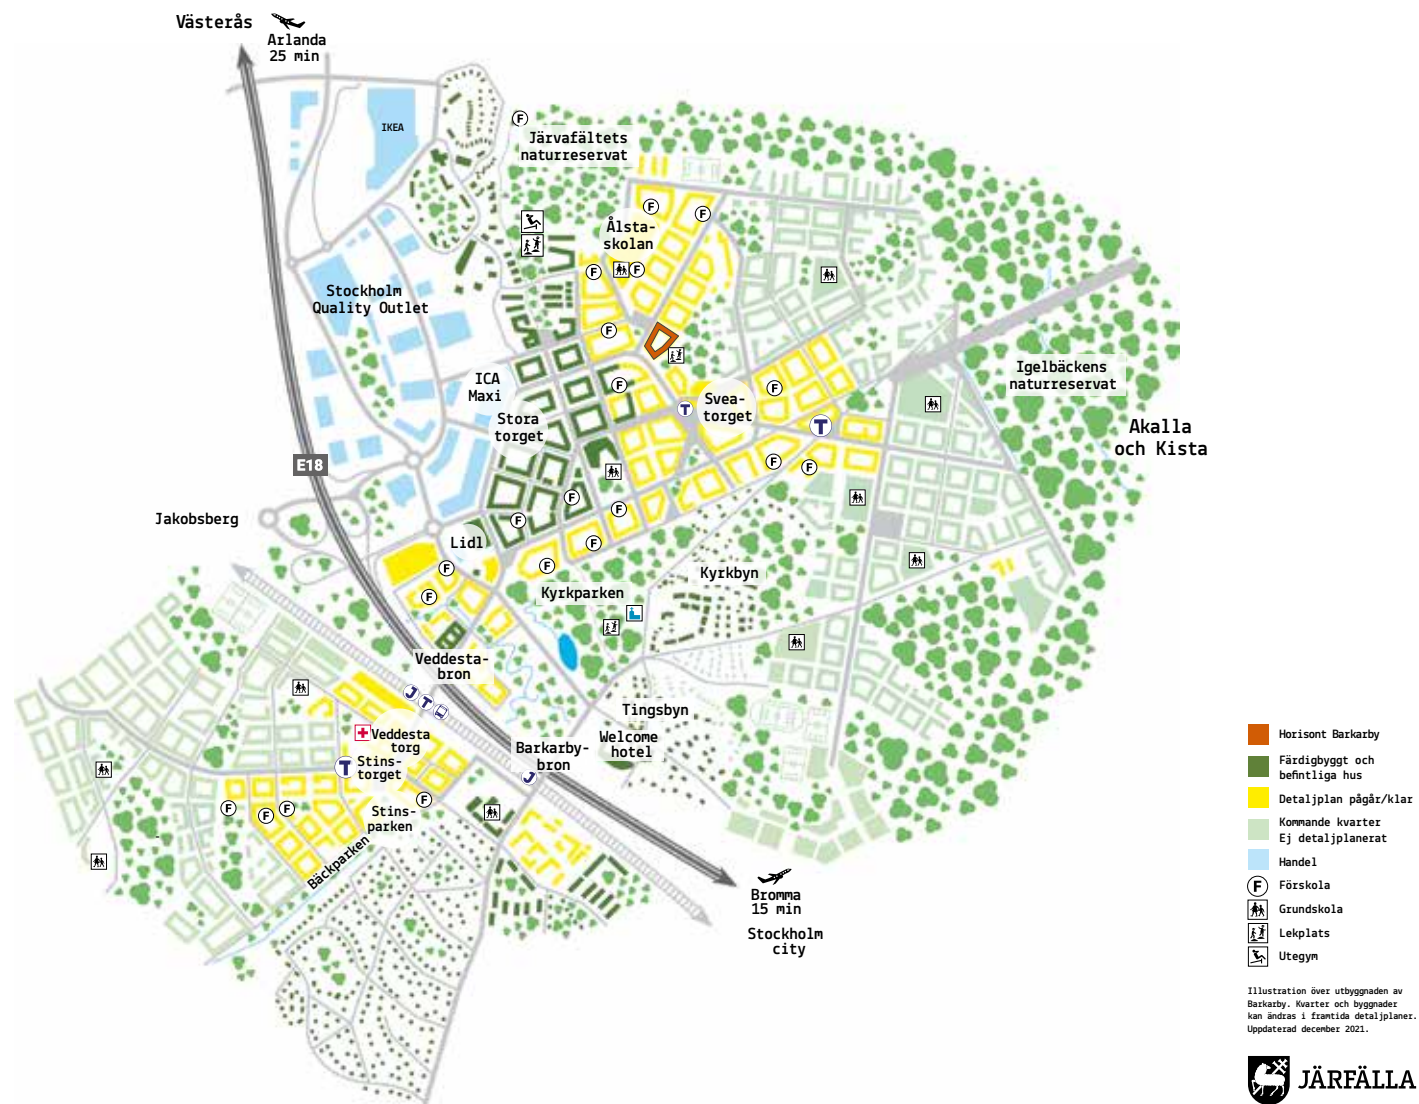 Västerås
Arlanda
25 min
IKEA
F
Järvafältets
naturreservat
F
F
Ålsta-
skolan
F
F
Stockholm
Quality Outlet
F
Igelbäckens
naturreservat
ICA
Maxi
F
F
Svea-
torget
T
Stora
torget
T
Akalla
och Kista
E18
F
F
F
F
F
Jakobsberg
Lidl
F
F
F
F
Kyrkbyn
Kyrkparken
Veddesta-
bron
J
T
Tingsbyn
Veddesta
torg
Welcome
hotel
Barkarby-
bron
T
Stins-
torget
J
F
F
F
F
Stins-
parken
Bäckparken
Bromma
15 min
Stockholm
city
Horisont Barkarby
Färdigbyggt och
befintliga hus
Detaljplan pågår/klar
Kommande kvarter
Ej detaljplanerat
Handel
F Förskola
Grundskola
Lekplats
Utegym
Illustration över utbyggnaden av
Barkarby. Kvarter och byggnader
kan ändras i framtida detaljplaner.
Uppdaterad december 2021.
JÄRFÄLLA